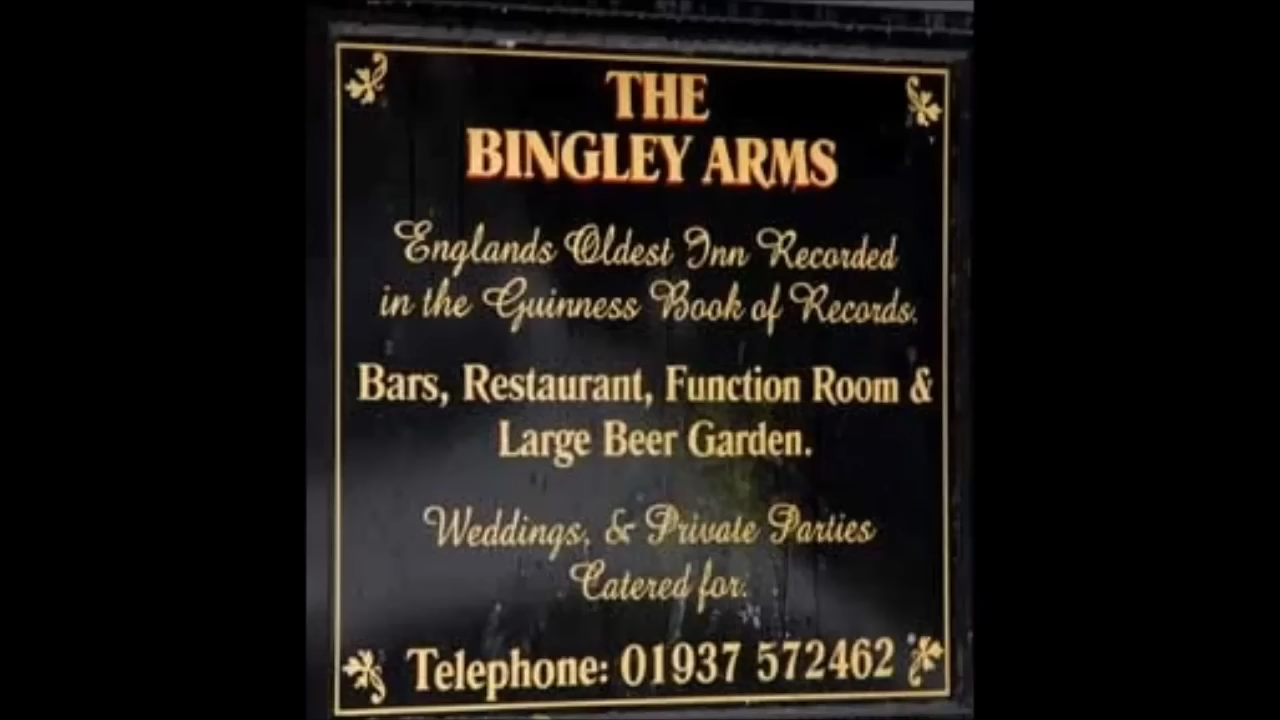 THE
BINGLEY ARMS
Englands Oldest Inn Recorded
in the Guinness Book of Records.
Bars, Restaurant, Function Room &
Large Beer Garden.
Weddings, & Private Parties
Catered for.
Telephone: 01937 572462